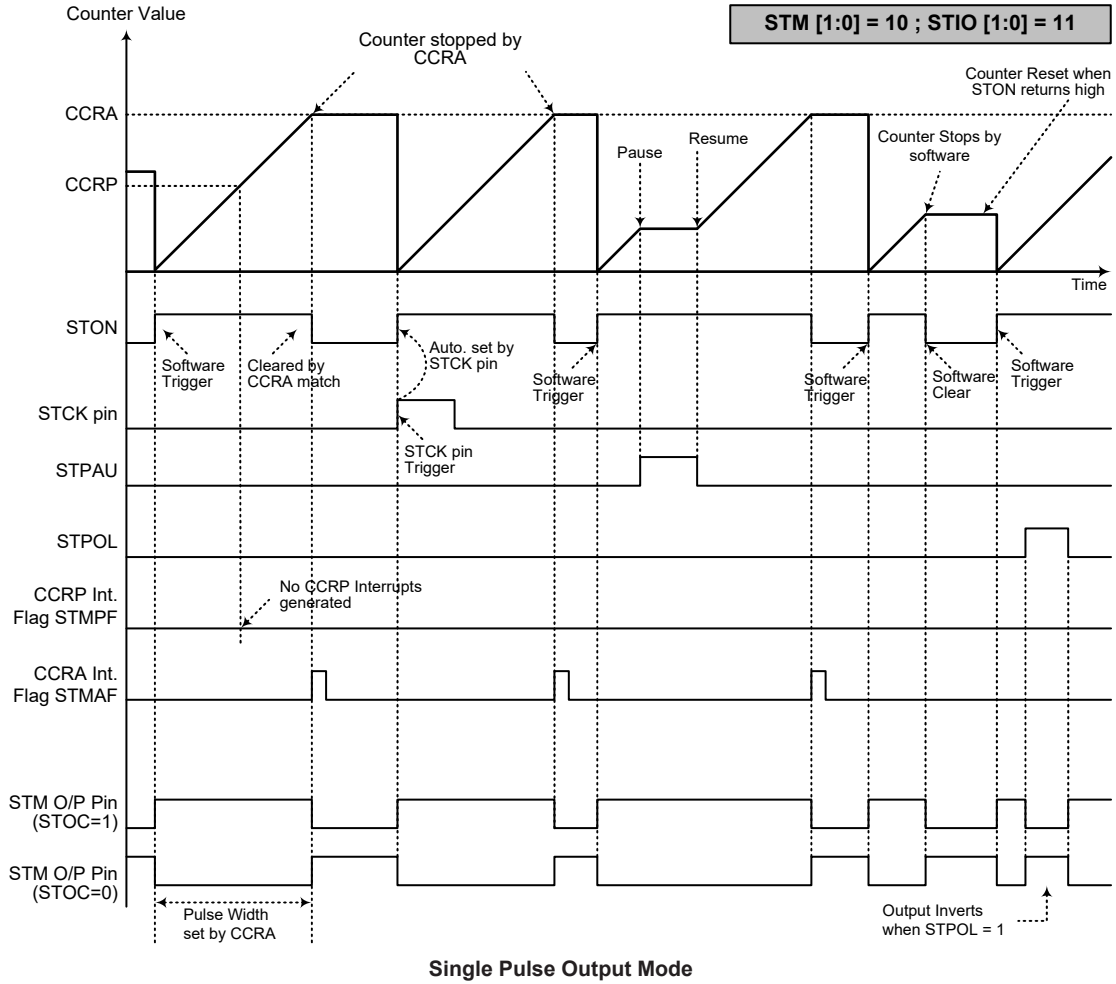 Counter Value
STM [1:0] = 10 ; STIO [1:0] = 11
Counter stopped by
CCRA
Counter Reset when
STON returns high
CCRA
Pause
Resume
Counter Stops by
software
CCRP
Time
STON
Software
Trigger
Cleared by
CCRA match
Auto. set by
STCK pin
Software
Trigger
Software
Trigger
Software
Clear
Software
Trigger
STCK pin
STCK pin
Trigger
STPAU
STPOL
CCRP Int.
Flag STMPF
No CCRP Interrupts
generated
CCRA Int.
Flag STMAF
STM O/P Pin
(STOC=1)
STM O/P Pin
(STOC=0)
Pulse Width
set by CCRA
Output Inverts
when STPOL = 1
Single Pulse Output Mode